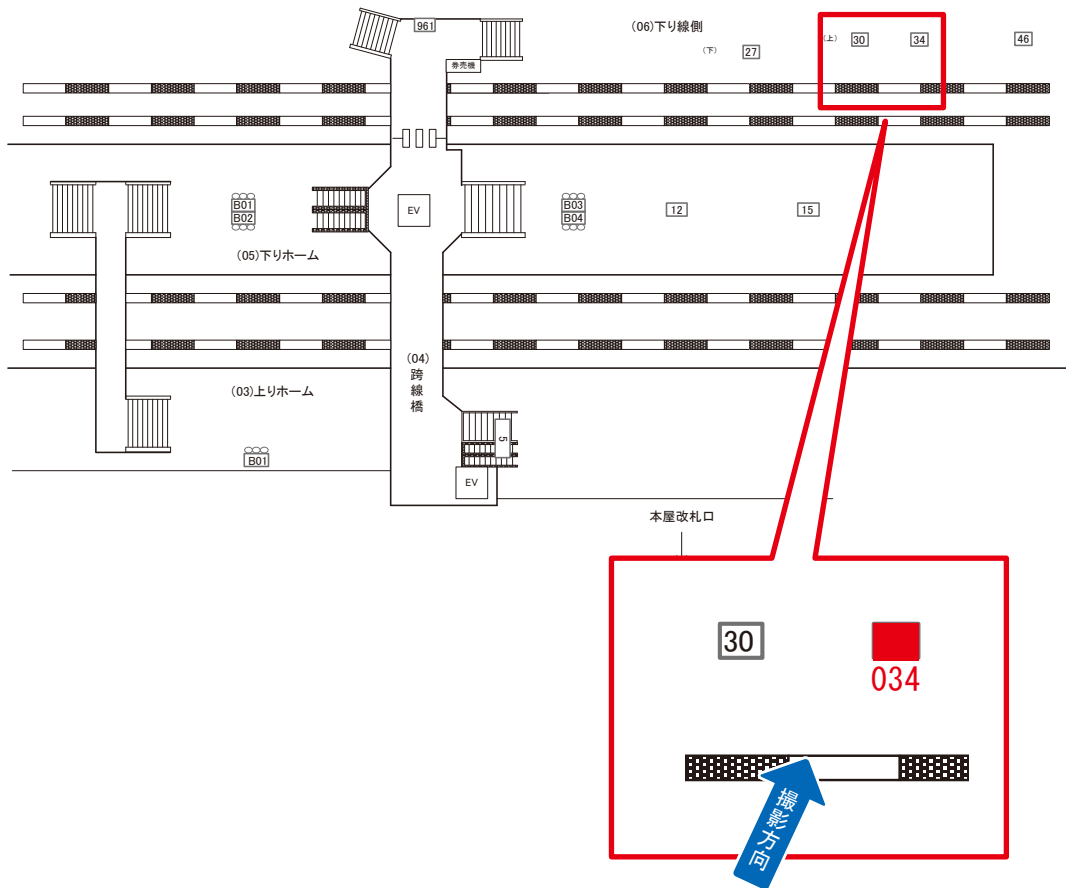 961
(06)下り線側
(下)
27
(上)
30
34
46
券売機
B01
B02
EV
B03
B04
12
15
(05)下りホーム
(04)
跨線橋
(03)上りホーム
B01
5
EV
本屋改札口
30
034
撮影方向